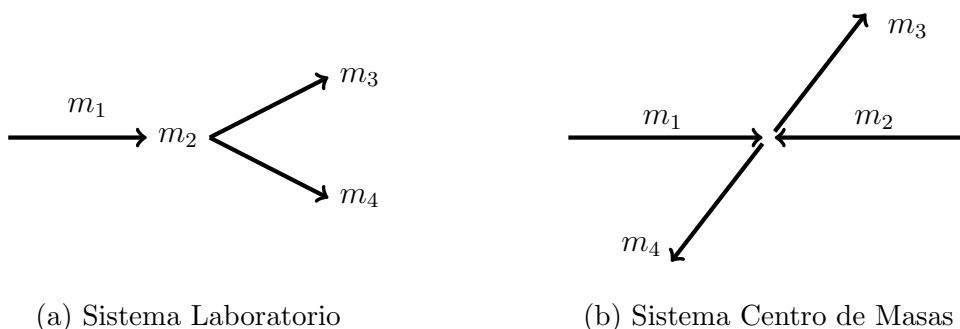 m₁
m₂
m₃
m₄
(a) Sistema Laboratorio
m₁
m₂
m₃
m₄
(b) Sistema Centro de Masas